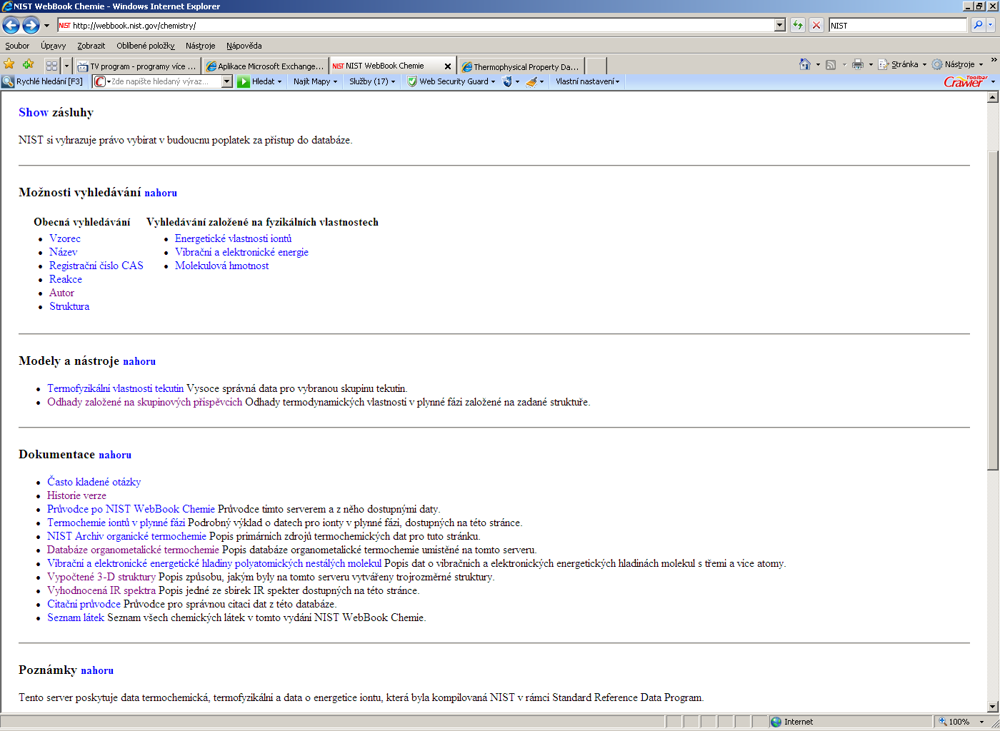 NIST WebBook Chemie - Windows Internet Explorer
NIST http://webbook.nist.gov/chemistry/
NIST
Soubor Úpravy Zobrazit Oblíbené položky Nástroje Nápověda
TV program - programy více ... Aplikace Microsoft Exchange... NIST NIST WebBook Chemie Thermophysical Property Da... Stránka Nástroje
Rychlé hledání [F3] Zde napište hledaný výraz... Hledat Najít Mapy Služby (17) Web Security Guard Vlastní nastavení Crawler Toolbar
Show zásluhy
NIST si vyhrazuje právo vybírat v budoucnu poplatek za přístup do databáze.
Možnosti vyhledávání nahoru
Obecná vyhledávání Vyhledávání založené na fyzikálních vlastnostech
Vzorec Energetické vlastnosti iontů
Název Vibrační a elektronické energie
Registrační číslo CAS Molekulová hmotnost
Reakce
Autor
Struktura
Modely a nástroje nahoru
Termofyzikální vlastnosti tekutin Vysoce správná data pro vybranou skupinu tekutin.
Odhady založené na skupinových příspěvcích Odhady termodynamických vlastností v plynné fázi založené na zadané struktuře.
Dokumentace nahoru
Často kladené otázky
Historie verze
Průvodce po NIST WebBook Chemie Průvodce tímto serverem a z něho dostupnými daty.
Termochemie iontů v plynné fázi Podrobný výklad o datech pro ionty v plynné fázi, dostupných na této stránce.
NIST Archiv organické termochemie Popis primárních zdrojů termochemických dat pro tuto stránku.
Databáze organometalické termochemie Popis databáze organometalické termochemie umístěné na tomto serveru.
Vibrační a elektronické energetické hladiny polyatomických nestálých molekul Popis dat o vibračních a elektronických energetických hladinách molekul s třemi a více atomy.
Vypočtené 3-D struktury Popis způsobu, jakým byly na tomto serveru vytvářeny trojrozměrné struktury.
Vyhodnocená IR spektra Popis jedné ze sbírek IR spekter dostupných na této stránce.
Citační průvodce Průvodce pro správnou citaci dat z této databáze.
Seznam látek Seznam všech chemických látek v tomto vydání NIST WebBook Chemie.
Poznámky nahoru
Tento server poskytuje data termochemická, termofyzikální a data o energetice iontu, která byla kompilovaná NIST v rámci Standard Reference Data Program.
Internet 100%